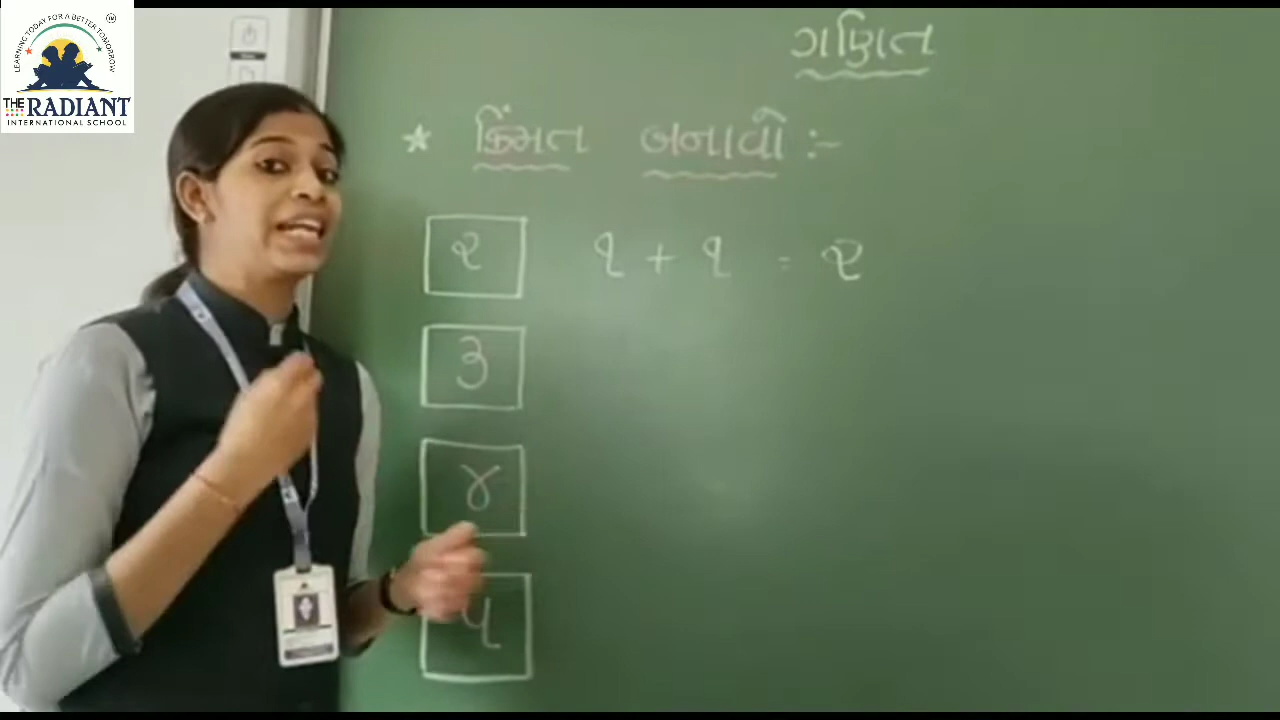 LEARNING TODAY FOR A BETTER TOMORROW
TM
THE RADIANT
INTERNATIONAL SCHOOL
ગણિત
* કિંમત બનાવો :-
૨ ૧ + ૧ = ૨
૩
૪
૫